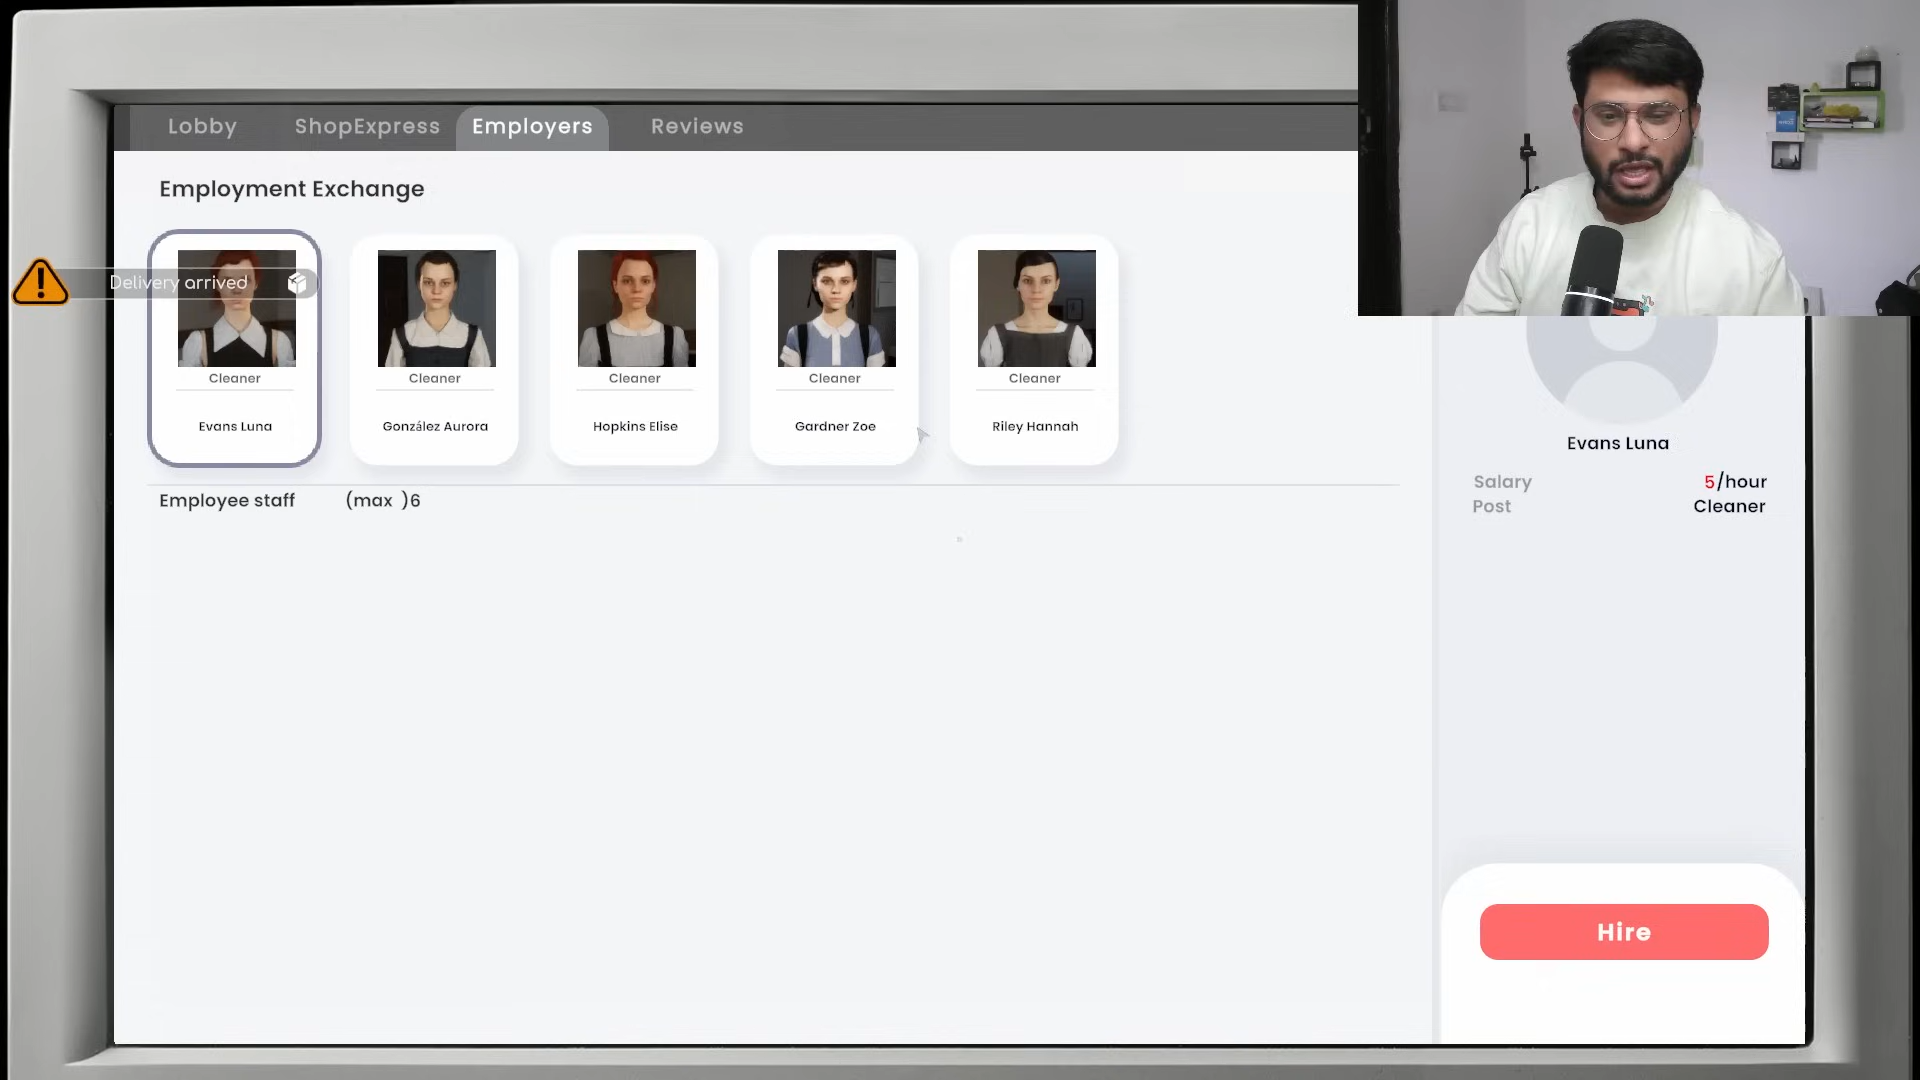 Lobby
ShopExpress
Employers
Reviews
Employment Exchange
Delivery arrived
Cleaner
Cleaner
Cleaner
Cleaner
Cleaner
Evans Luna
González Aurora
Hopkins Elise
Gardner Zoe
Riley Hannah
Employee staff (max )6
Evans Luna
Salary 5/hour
Post Cleaner
Hire